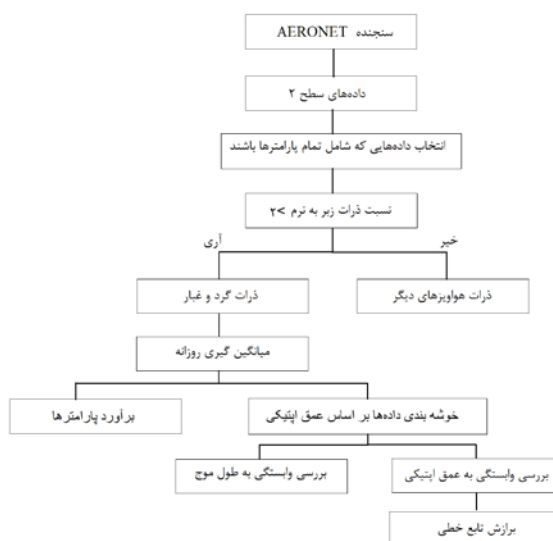 سنجنده AERONET
داده‌های سطح ۲
انتخاب داده‌هایی که شامل تمام پارامترها باشند
نسبت ذرات زبر به نرم >۲
خیر
آری
ذرات هواویزهای دیگر
ذرات گرد و غبار
میانگین گیری روزانه
خوشه بندی داده‌ها بر اساس عمق اپتیکی
برآورد پارامترها
بررسی وابستگی به عمق اپتیکی
بررسی وابستگی به طول موج
برازش تابع خطی